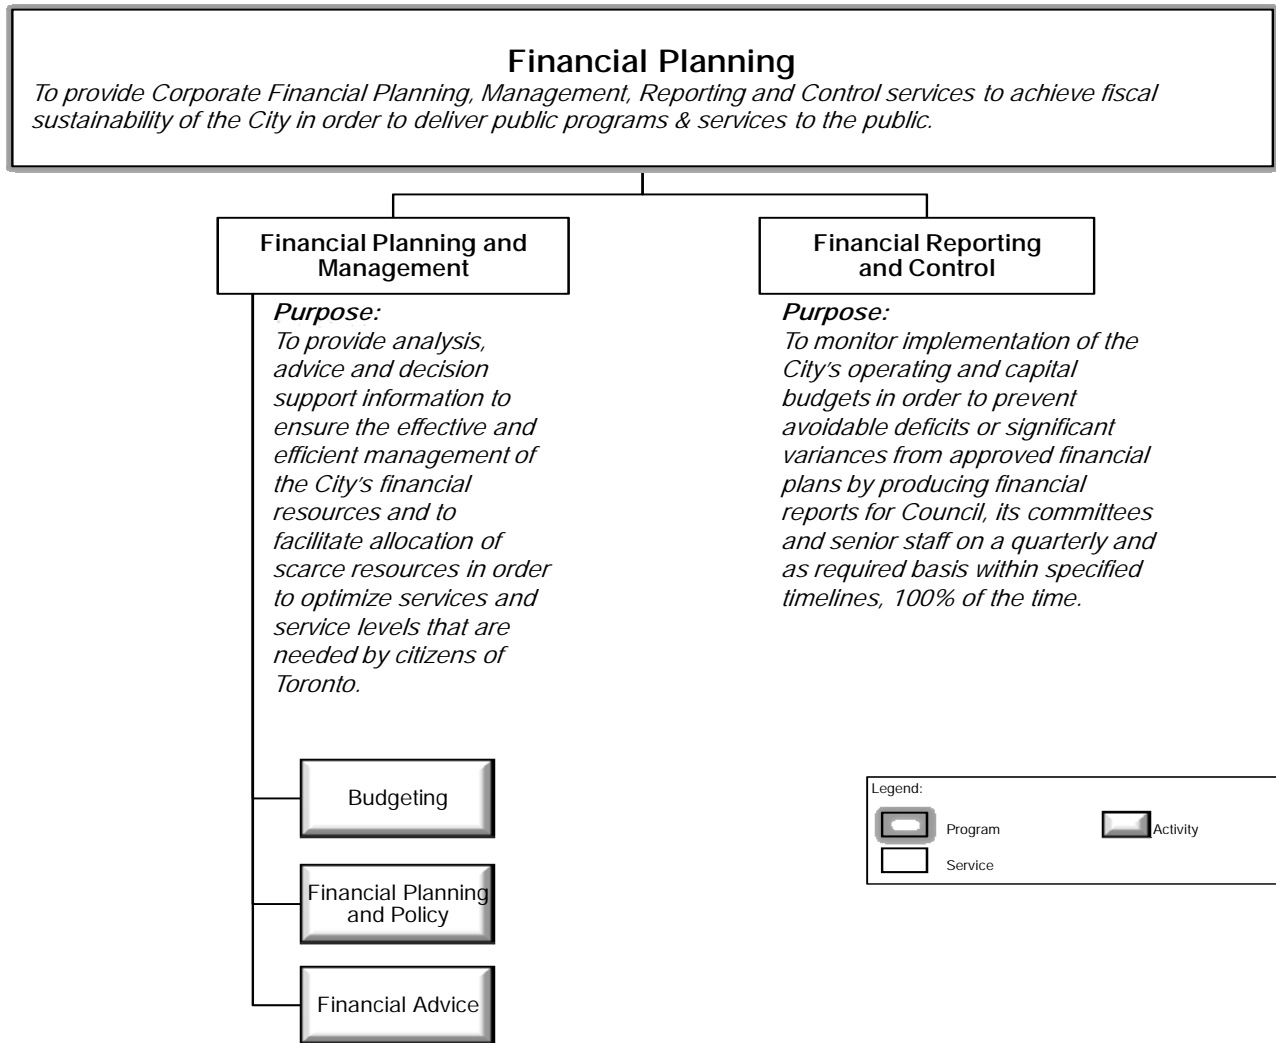 Financial Planning
To provide Corporate Financial Planning, Management, Reporting and Control services to achieve fiscal
sustainability of the City in order to deliver public programs & services to the public.
Financial Planning and
Management
Purpose:
To provide analysis,
advice and decision
support information to
ensure the effective and
efficient management of
the City's financial
resources and to
facilitate allocation of
scarce resources in order
to optimize services and
service levels that are
needed by citizens of
Toronto.
Budgeting
Financial Planning
and Policy
Financial Advice
Financial Reporting
and Control
Purpose:
To monitor implementation of the
City's operating and capital
budgets in order to prevent
avoidable deficits or significant
variances from approved financial
plans by producing financial
reports for Council, its committees
and senior staff on a quarterly and
as required basis within specified
timelines, 100% of the time.
Legend:
Program
Activity
Service